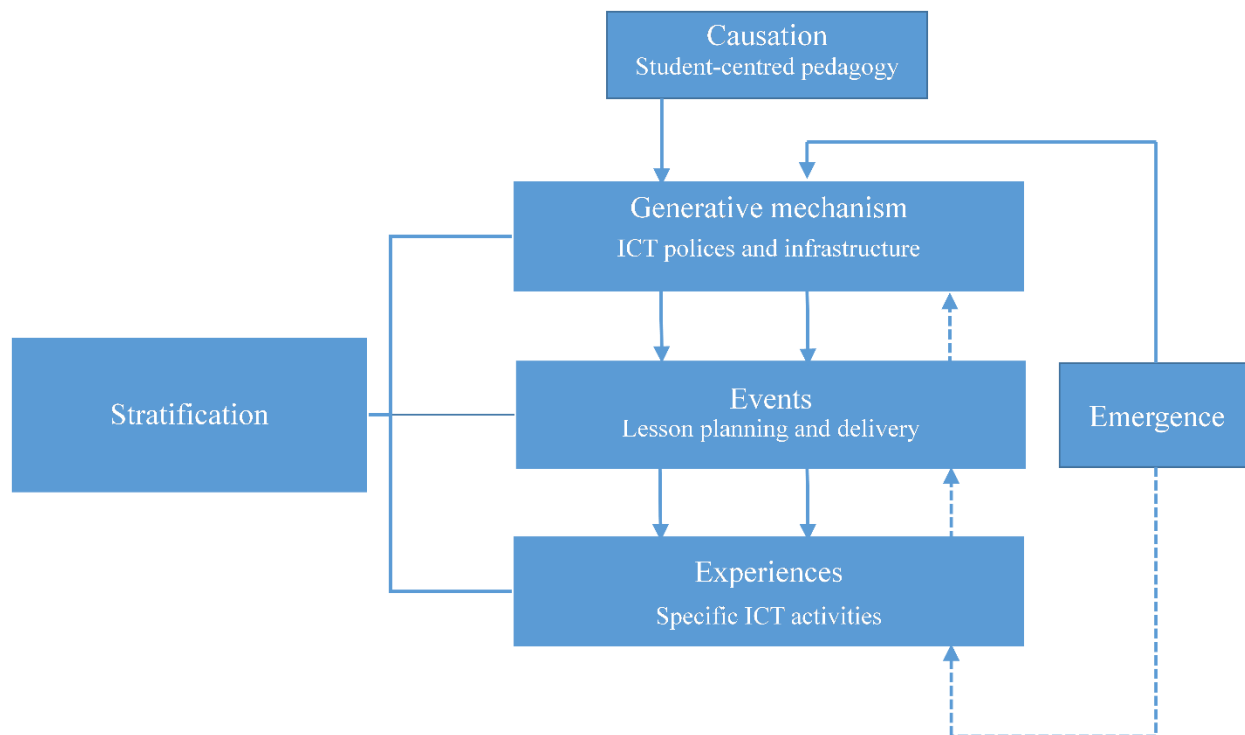 Causation
Student-centred pedagogy
Generative mechanism
ICT polices and infrastructure
Stratification
Events
Lesson planning and delivery
Emergence
Experiences
Specific ICT activities